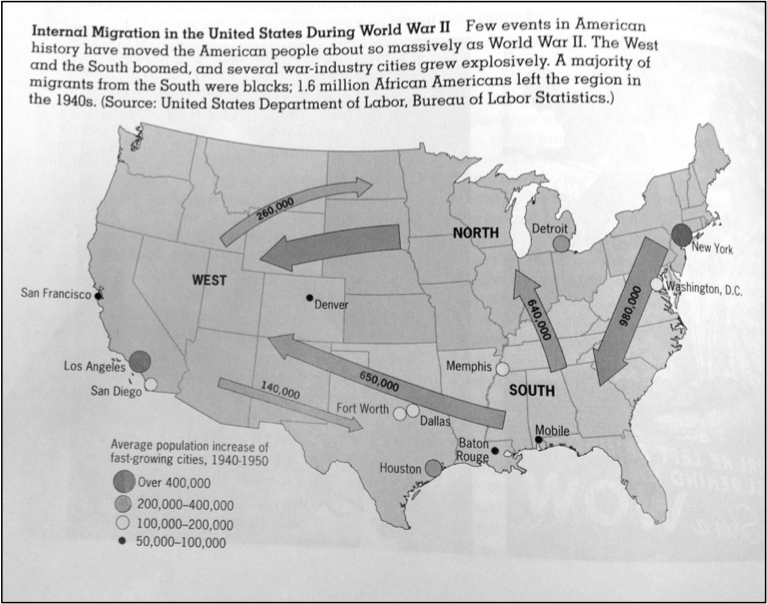 Internal Migration in the United States During World War II Few events in American
history have moved the American people about so massively as World War II. The West
and the South boomed, and several war-industry cities grew explosively. A majority of
migrants from the South were blacks; 1.6 million African Americans left the region in
the 1940s. (Source: United States Department of Labor, Bureau of Labor Statistics.)
260,000
NORTH
Detroit
New York
WEST
San Francisco
Denver
Washington, D.C.
640,000
980,000
Los Angeles
San Diego
Memphis
SOUTH
650,000
140,000
Fort Worth
Dallas
Mobile
Baton
Rouge
Houston
Average population increase of
fast-growing cities, 1940-1950
Over 400,000
200,000–400,000
100,000–200,000
50,000–100,000